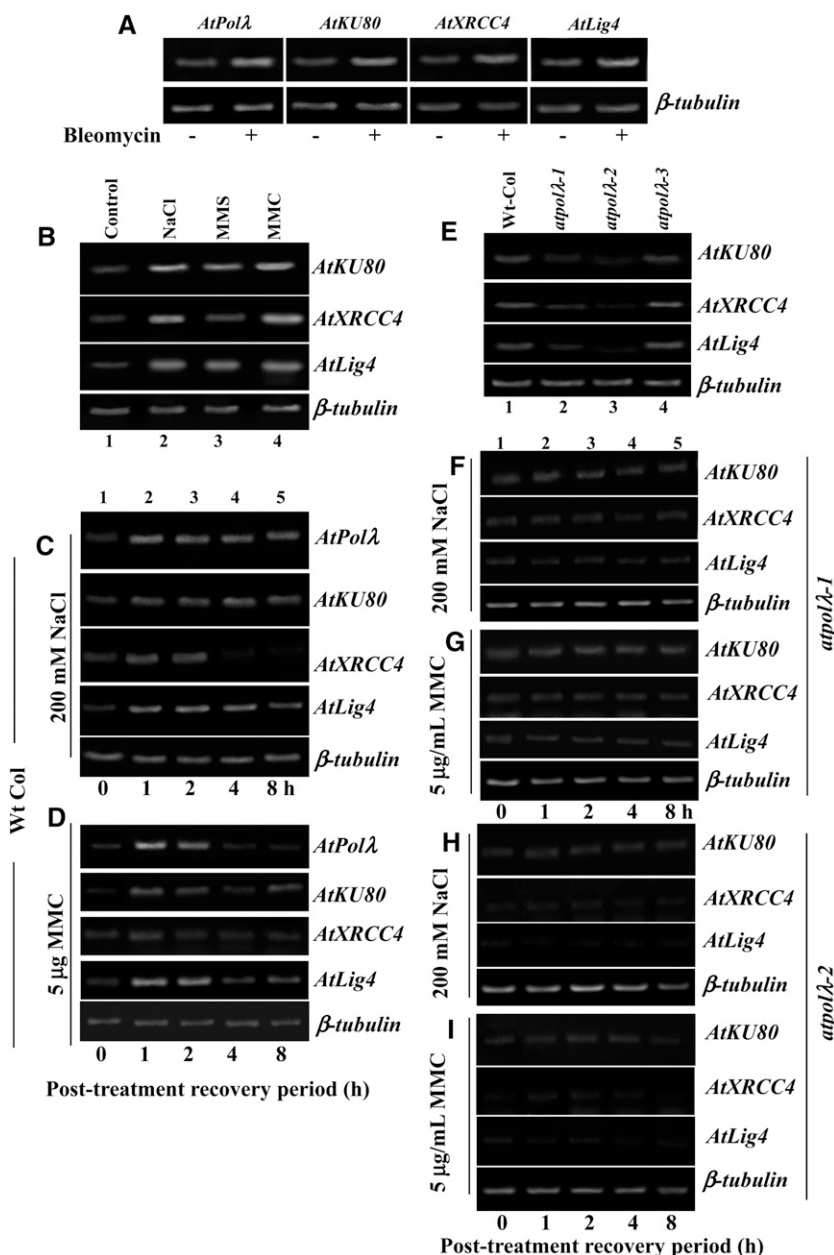 A
AtPolλ AtKU80 AtXRCC4 AtLig4
β-tubulin
Bleomycin - + - + - + - +
B
Control NaCl MMS MMC
AtKU80
AtXRCC4
AtLig4
β-tubulin
1 2 3 4
Wt Col
C
200 mM NaCl
1 2 3 4 5
AtPolλ
AtKU80
AtXRCC4
AtLig4
β-tubulin
0 1 2 4 8 h
D
5 µg MMC
AtPolλ
AtKU80
AtXRCC4
AtLig4
β-tubulin
0 1 2 4 8
Post-treatment recovery period (h)
E
Wt-Col atpolλ-1 atpolλ-2 atpolλ-3
AtKU80
AtXRCC4
AtLig4
β-tubulin
1 2 3 4
F
200 mM NaCl
1 2 3 4 5
AtKU80
AtXRCC4
AtLig4
β-tubulin
atpolλ-1
G
5 µg/mL MMC
AtKU80
AtXRCC4
AtLig4
β-tubulin
0 1 2 4 8 h
H
200 mM NaCl
AtKU80
AtXRCC4
AtLig4
β-tubulin
atpolλ-2
I
5 µg/mL MMC
AtKU80
AtXRCC4
AtLig4
β-tubulin
0 1 2 4 8
Post-treatment recovery period (h)